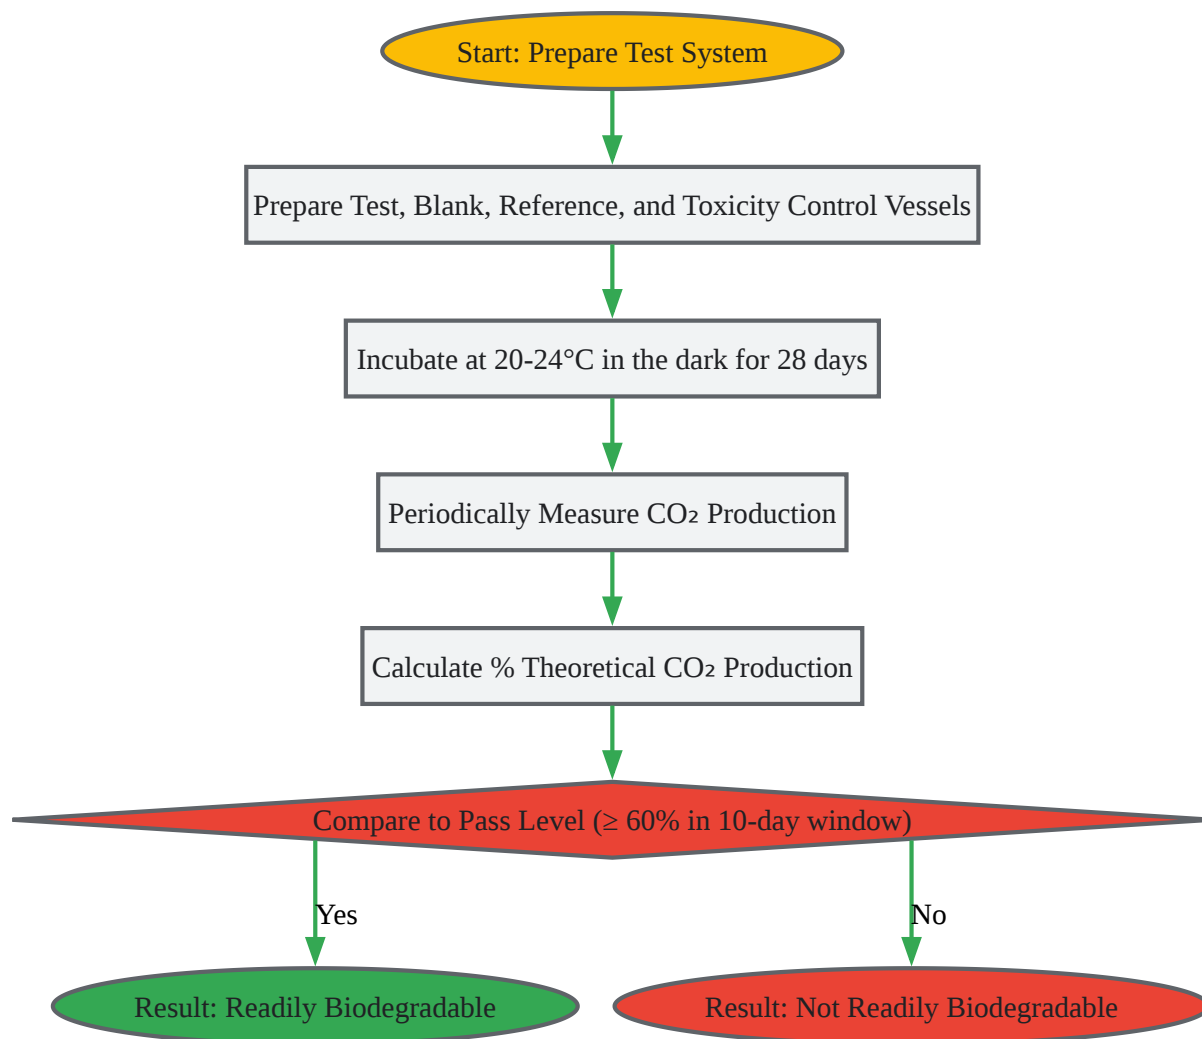 Start: Prepare Test System
Prepare Test, Blank, Reference, and Toxicity Control Vessels
Incubate at 20-24°C in the dark for 28 days
Periodically Measure CO₂ Production
Calculate % Theoretical CO₂ Production
Compare to Pass Level (≥ 60% in 10-day window)
Yes
No
Result: Readily Biodegradable
Result: Not Readily Biodegradable